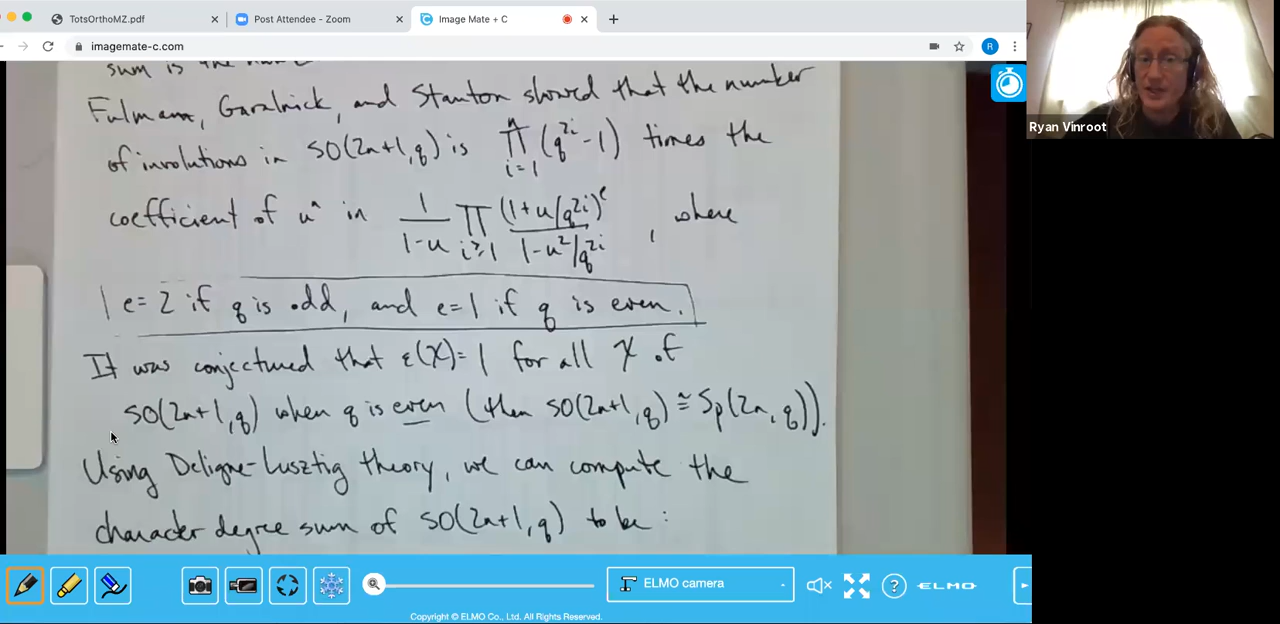 TotsOrthoMZ.pdf
Post Attendee - Zoom
Image Mate + C
imagemate-c.com
R
Ryan Vinroot
sum is the
Fulman, Guralnick, and Stanton showed that the number
of involutions in SO(2n+1,q) is ∏_{i=1}^{n} (q^{2i} - 1) times the
coefficient of u^n in 1/(1-u) ∏_{i≥1} (1+u/q^{2i})^e / (1-u^2/q^{2i}), where
e=2 if q is odd, and e=1 if q is even.
It was conjectured that ε(χ)=1 for all χ of
SO(2n+1,q) when q is even (then SO(2n+1,q) ≅ Sp(2n,q)).
Using Deligne-Lusztig theory, we can compute the
character degree sum of SO(2n+1,q) to be:
ELMO camera
? ELMO
Copyright © ELMO Co., Ltd. All Rights Reserved.